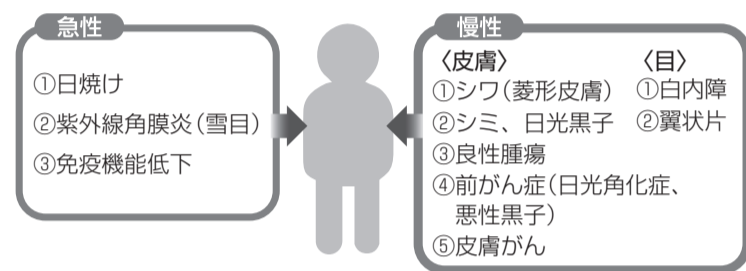 急性
①日焼け
②紫外線角膜炎(雪目)
③免疫機能低下
慢性
〈皮膚〉
①シワ(菱形皮膚)
②シミ、日光黒子
③良性腫瘍
④前がん症(日光角化症、
悪性黒子)
⑤皮膚がん
〈目〉
①白内障
②翼状片